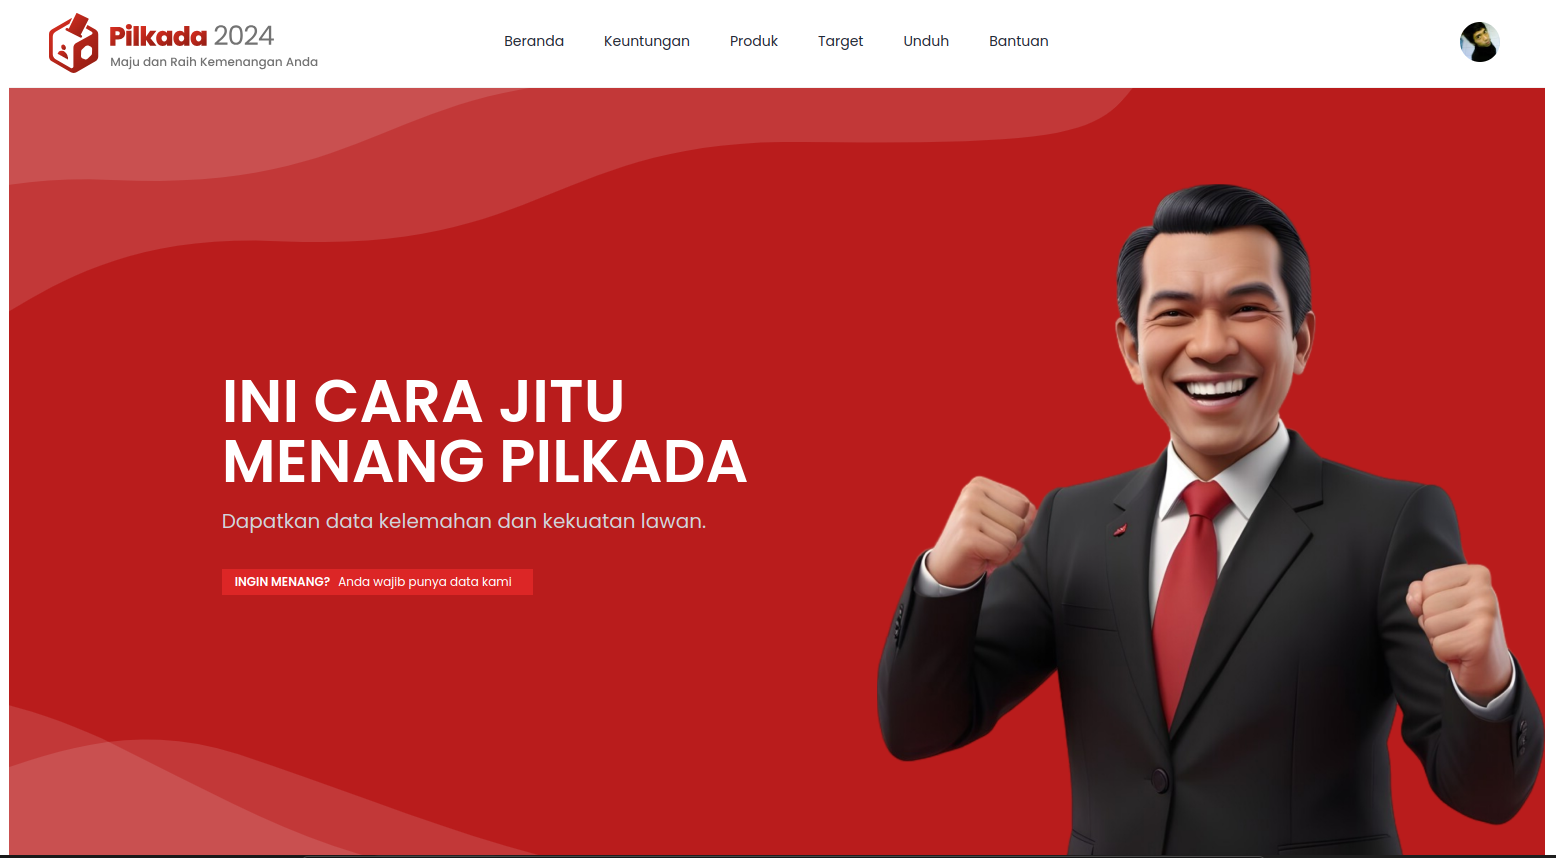 Pilkada 2024
Maju dan Raih Kemenangan Anda
Beranda Keuntungan Produk Target Unduh Bantuan
INI CARA JITU
MENANG PILKADA
Dapatkan data kelemahan dan kekuatan lawan.
INGIN MENANG? Anda wajib punya data kami